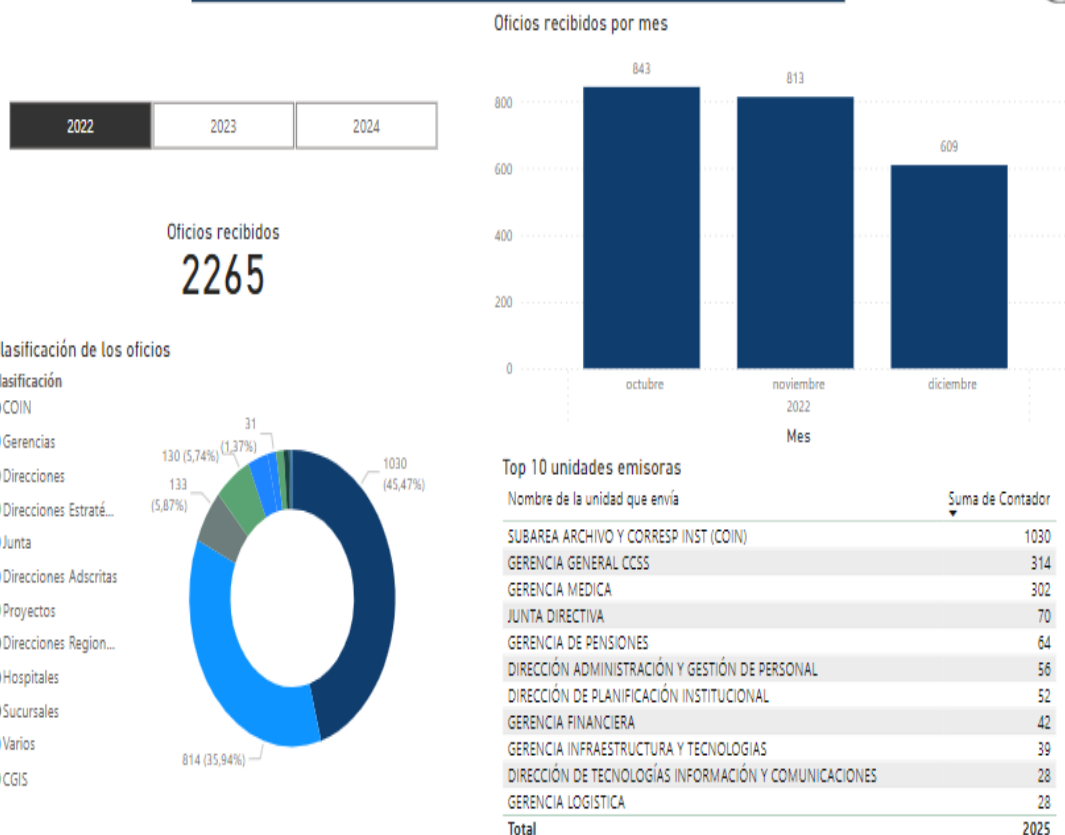 Oficios recibidos por mes
2022
2023
2024
Oficios recibidos
2265
843
813
609
800
600
400
200
0
octubre
noviembre
diciembre
2022
Mes
lasificación de los oficios
lasificación
COIN
Gerencias
Direcciones
Direcciones Estraté...
Junta
Direcciones Adscritas
Proyectos
Direcciones Region...
Hospitales
Sucursales
Varios
CGIS
31
(1,37%)
130 (5,74%)
133
(5,87%)
1030
(45,47%)
814 (35,94%)
Top 10 unidades emisoras
Nombre de la unidad que envía Suma de Contador
SUBAREA ARCHIVO Y CORRESP INST (COIN) 1030
GERENCIA GENERAL CCSS 314
GERENCIA MEDICA 302
JUNTA DIRECTIVA 70
GERENCIA DE PENSIONES 64
DIRECCIÓN ADMINISTRACIÓN Y GESTIÓN DE PERSONAL 56
DIRECCIÓN DE PLANIFICACIÓN INSTITUCIONAL 52
GERENCIA FINANCIERA 42
GERENCIA INFRAESTRUCTURA Y TECNOLOGIAS 39
DIRECCIÓN DE TECNOLOGÍAS INFORMACIÓN Y COMUNICACIONES 28
GERENCIA LOGISTICA 28
Total 2025